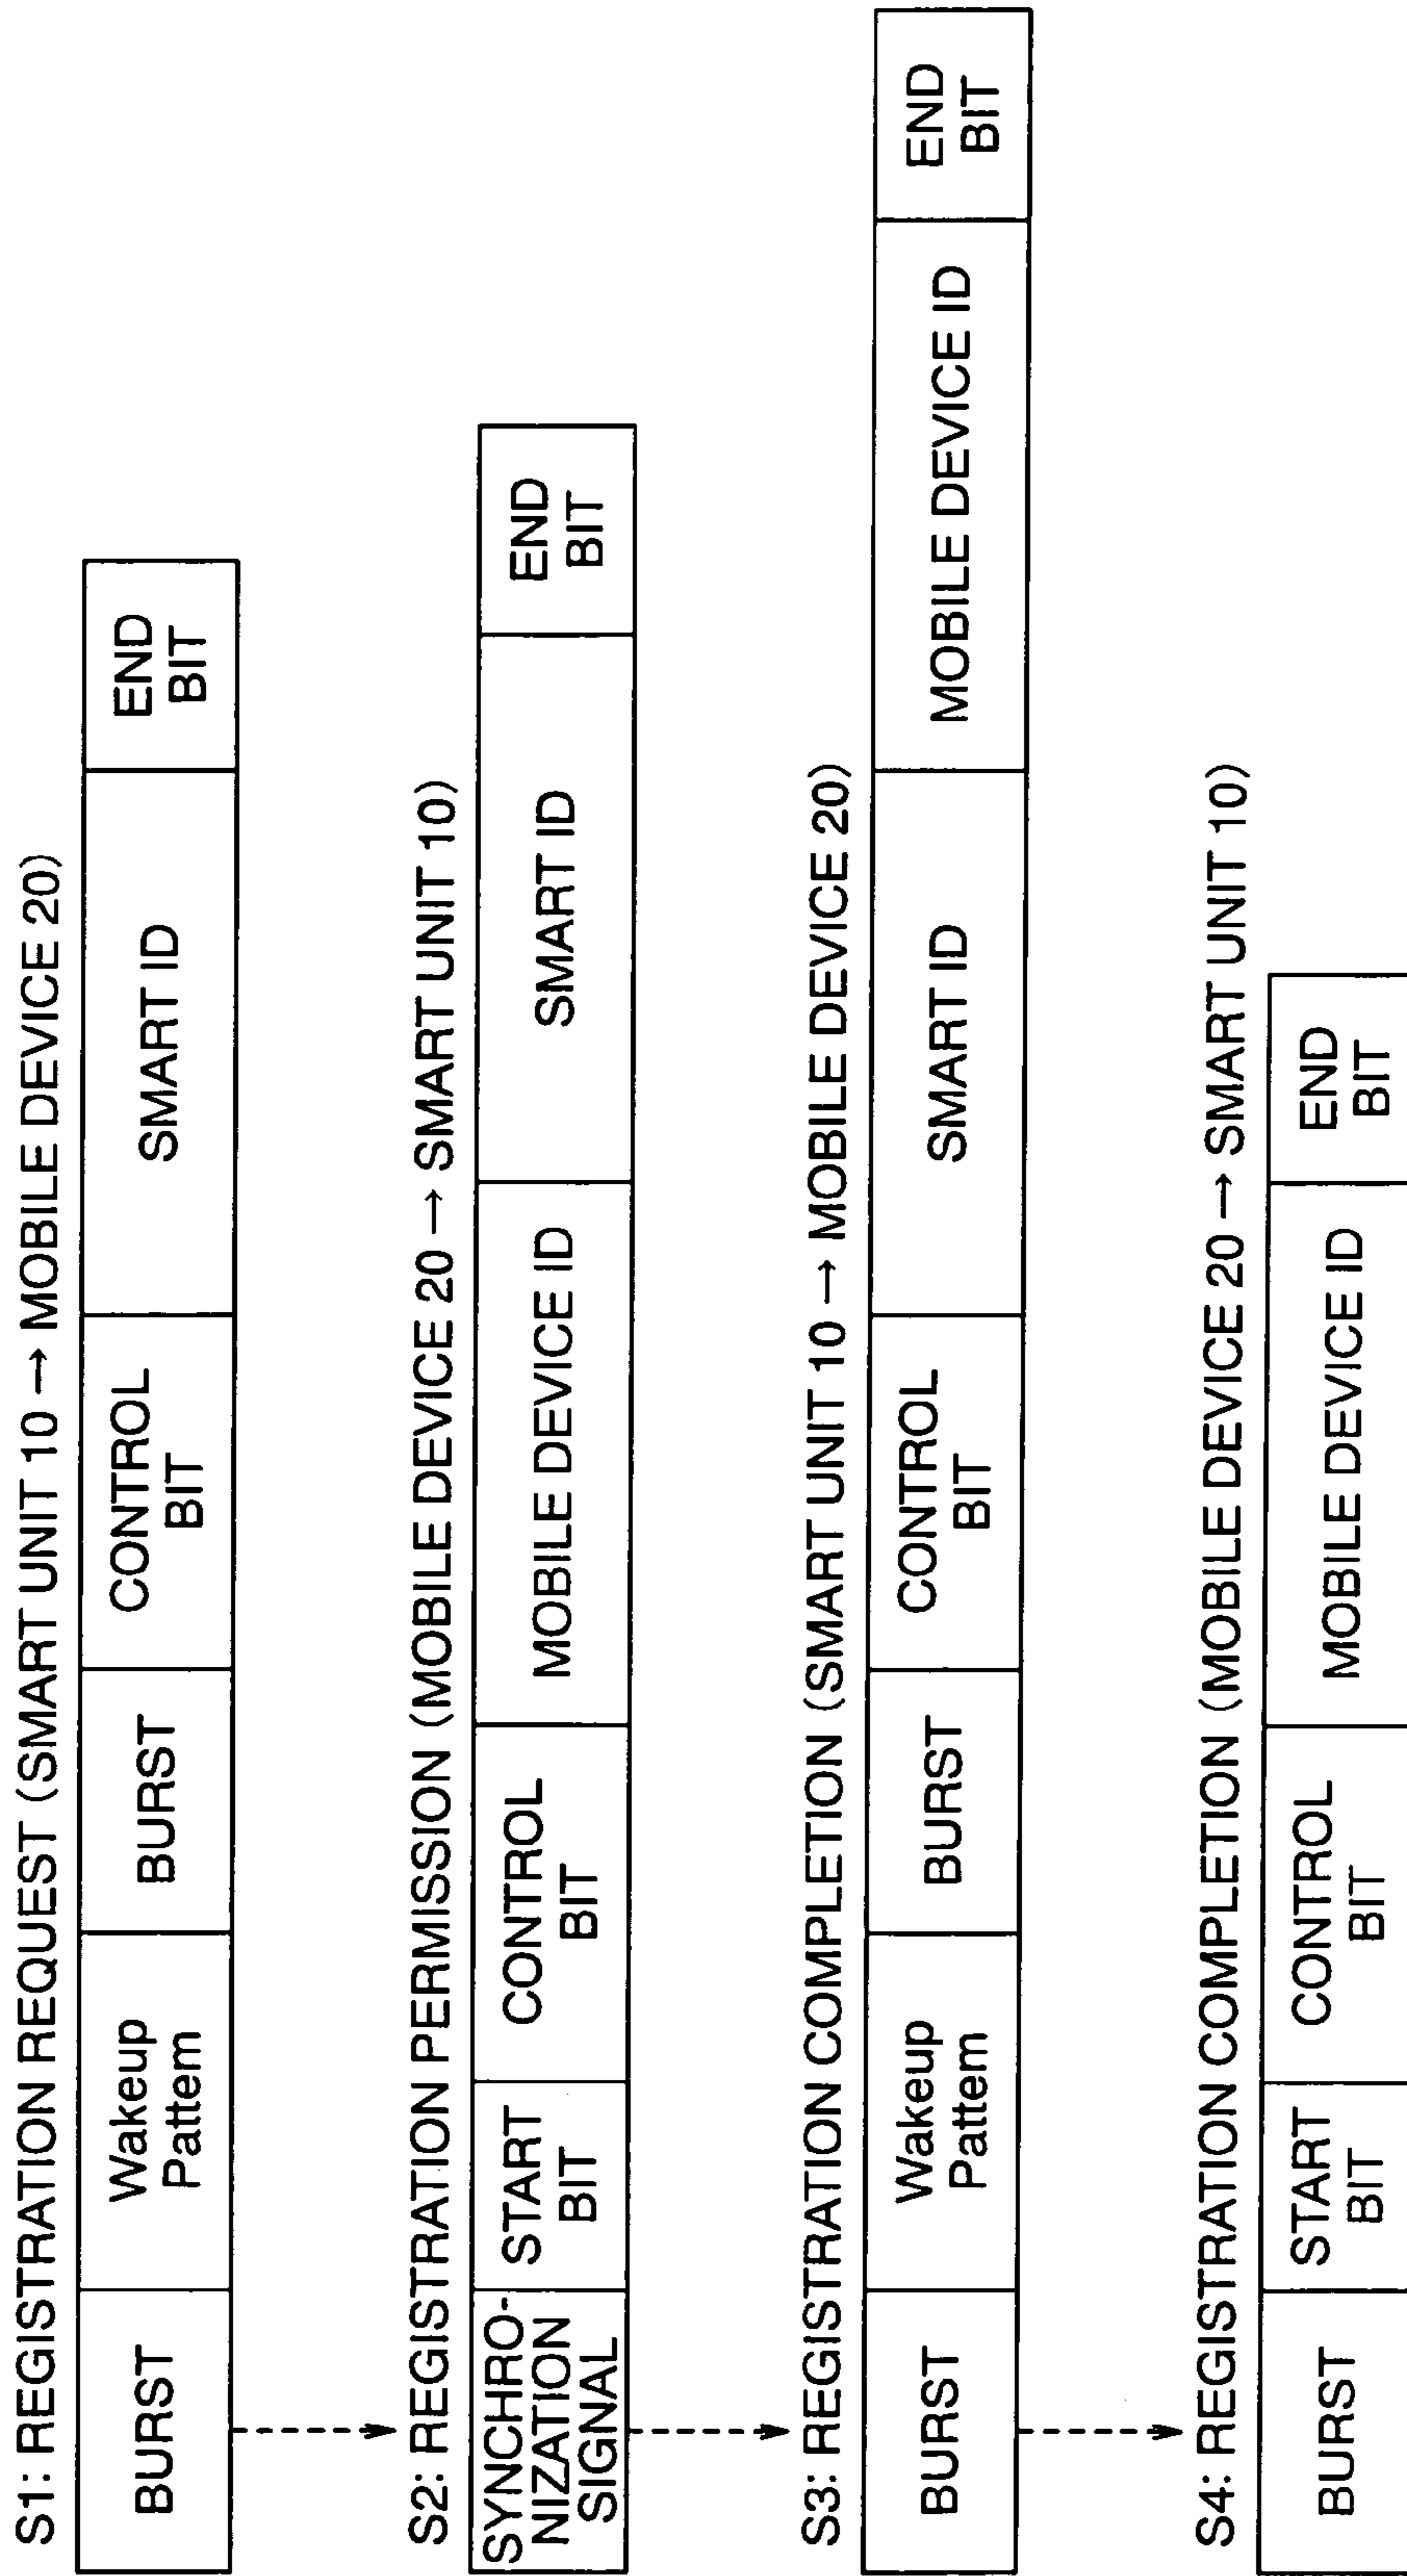 S1: REGISTRATION REQUEST (SMART UNIT 10 → MOBILE DEVICE 20)
BURST
Wakeup
Pattem
BURST
CONTROL
BIT
SMART ID
END
BIT
S2: REGISTRATION PERMISSION (MOBILE DEVICE 20 → SMART UNIT 10)
SYNCHRO-
NIZATION
SIGNAL
START
BIT
CONTROL
BIT
MOBILE DEVICE ID
SMART ID
END
BIT
S3: REGISTRATION COMPLETION (SMART UNIT 10 → MOBILE DEVICE 20)
BURST
Wakeup
Pattem
BURST
CONTROL
BIT
SMART ID
MOBILE DEVICE ID
END
BIT
S4: REGISTRATION COMPLETION (MOBILE DEVICE 20 → SMART UNIT 10)
BURST
START
BIT
CONTROL
BIT
MOBILE DEVICE ID
END
BIT